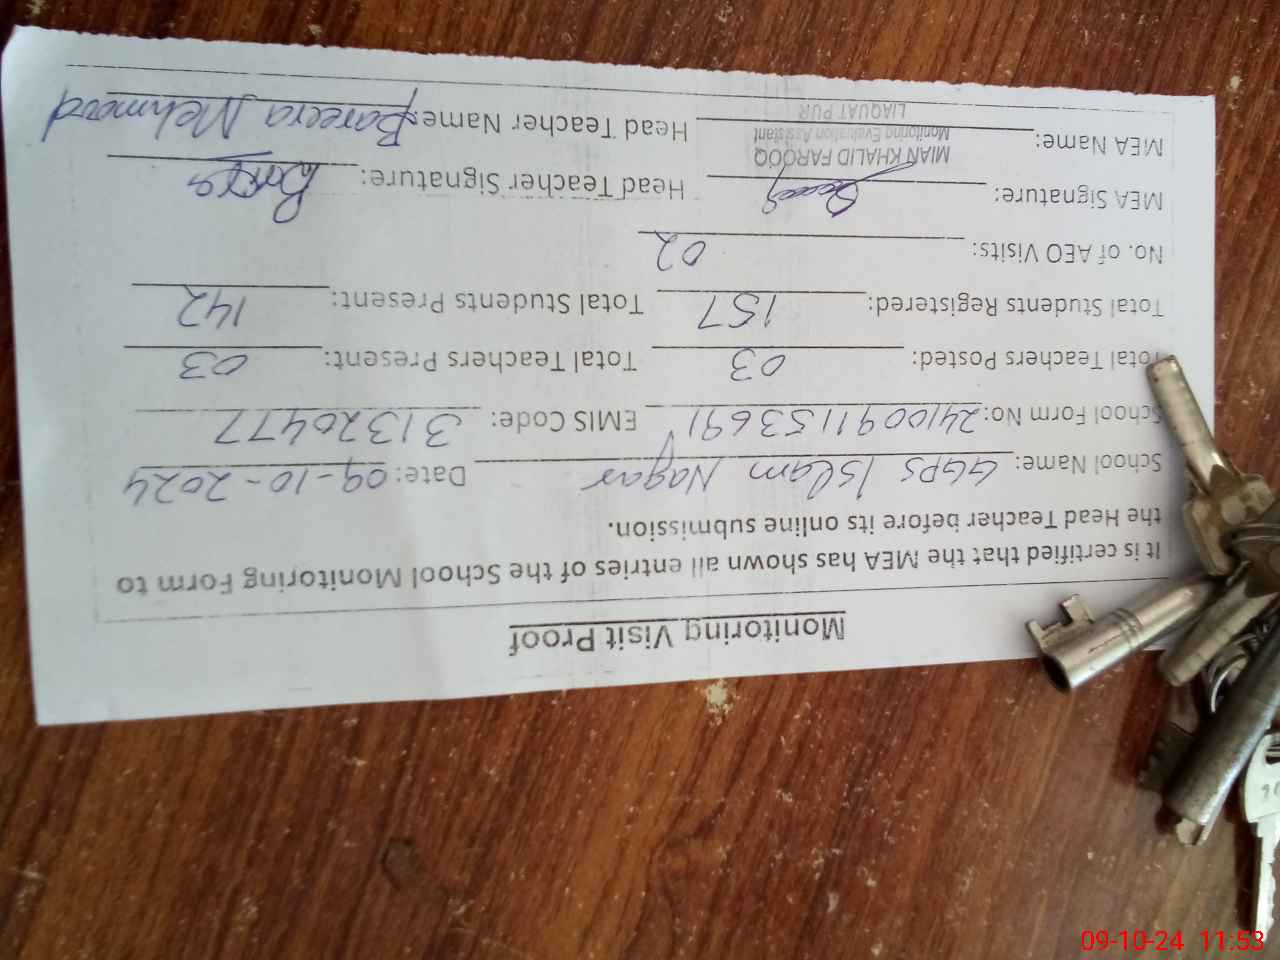 Monitoring Visit Proof
It is certified that the MEA has shown all entries of the School Monitoring Form to
the Head Teacher before its online submission.
School Name: GGPS Islam Nagar Date: 09-10-2024
School Form No: 2410091153691 EMIS Code: 31320477
Total Teachers Posted: 03 Total Teachers Present: 03
Total Students Registered: 157 Total Students Present: 142
No. of AEO Visits: 02
MEA Signature: Head Teacher Signature:
MIAN KHALID FAROOQ
Monitoring Evaluation Assistant
LIAQUAT PUR
MEA Name: Head Teacher Name: Bareera Mehmood
09-10-24 11:53